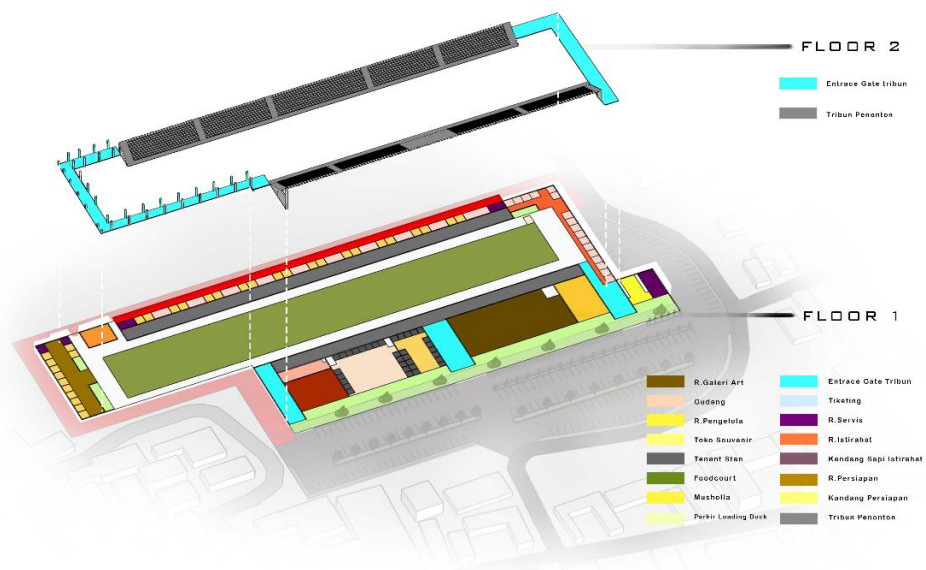 FLOOR 2
Entrace Gate tribun
Tribun Penonton
FLOOR 1
R.Galeri Art
Gudang
R.Pengelola
Toko Souvenir
Tenant Stan
Foodcourt
Musholla
Parkir Loading Dock
Entrace Gate Tribun
Tiketing
R.Servis
R.Istirahat
Kandang Sapi Istirahat
R.Persiapan
Kandang Persiapan
Tribun Penonton